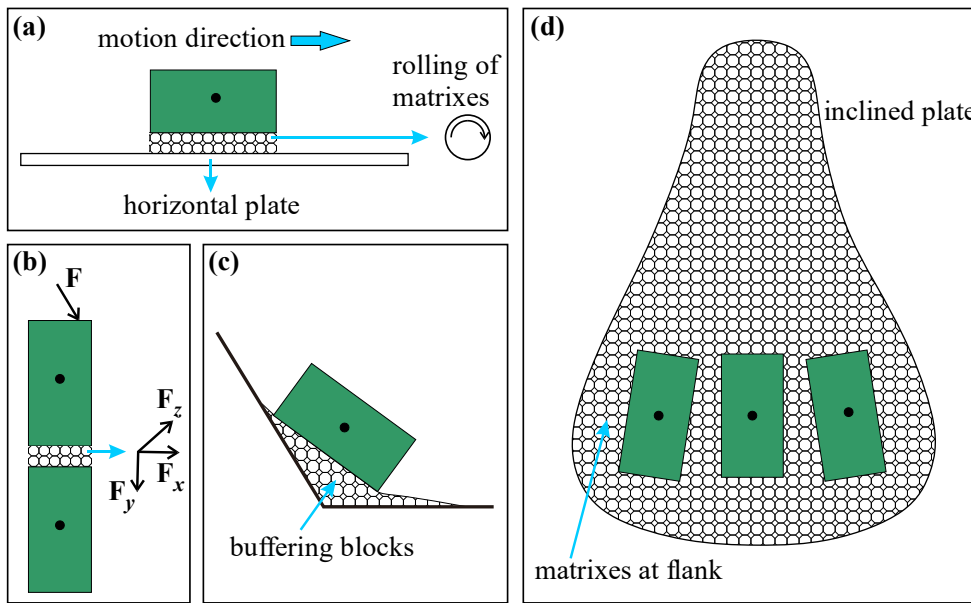 (a)
motion direction
rolling of
matrixes
horizontal plate
(b)
F
F_z
F_x
F_y
(c)
buffering blocks
(d)
inclined plate
matrixes at flank